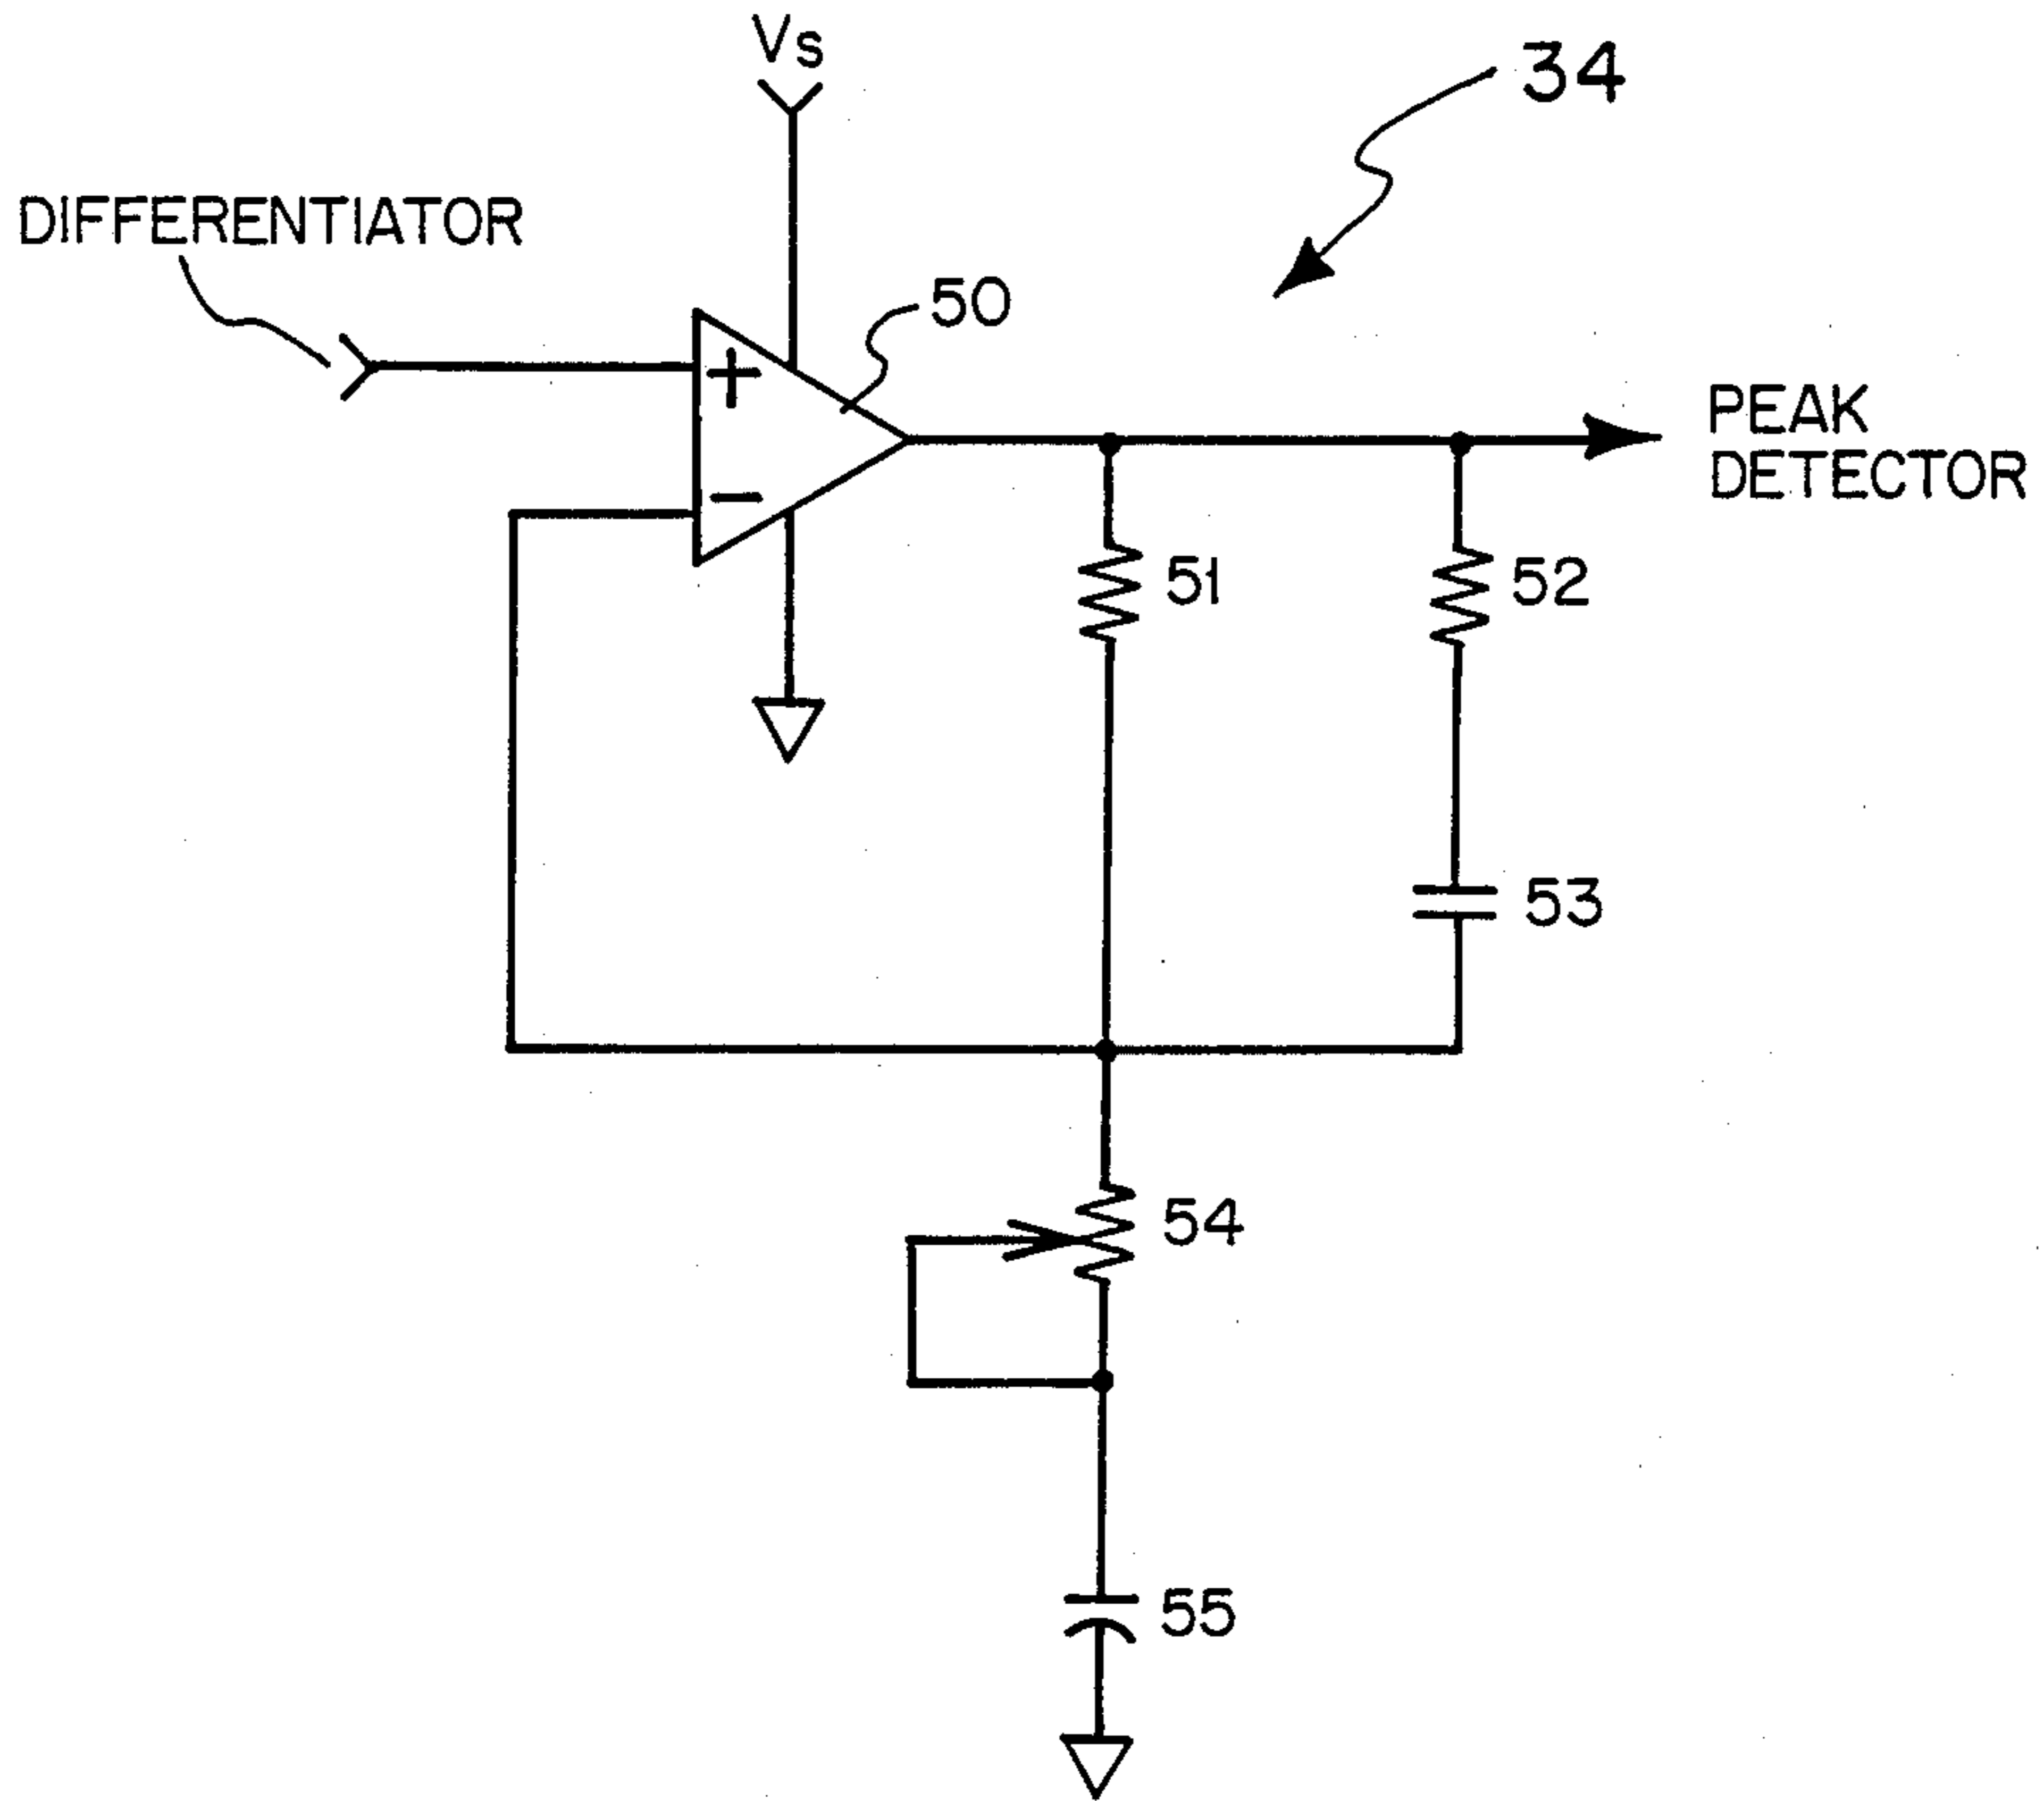 Vs
34
DIFFERENTIATOR
50
+
PEAK
DETECTOR
−
51
52
53
54
55